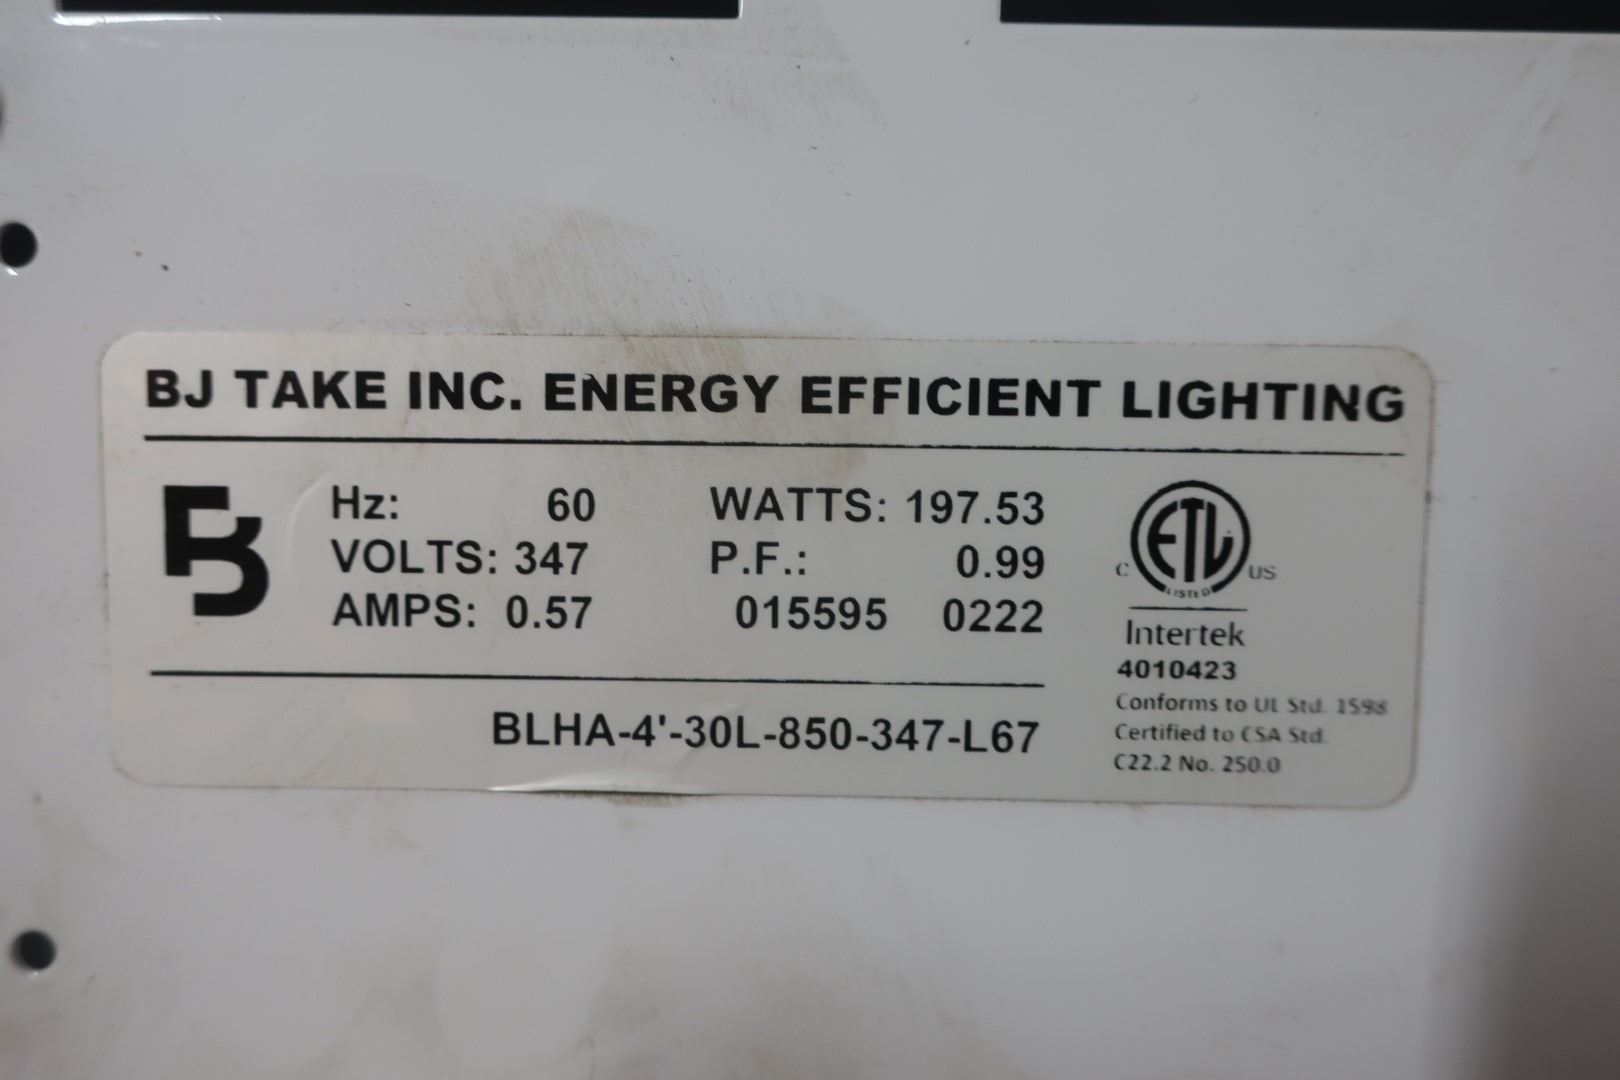 BJ TAKE INC. ENERGY EFFICIENT LIGHTING
Hz: 60 WATTS: 197.53
VOLTS: 347 P.F.: 0.99
AMPS: 0.57 015595 0222
BLHA-4'-30L-850-347-L67
ETL
C US
LISTED
Intertek
4010423
Conforms to UL Std. 1598
Certified to CSA Std.
C22.2 No. 250.0